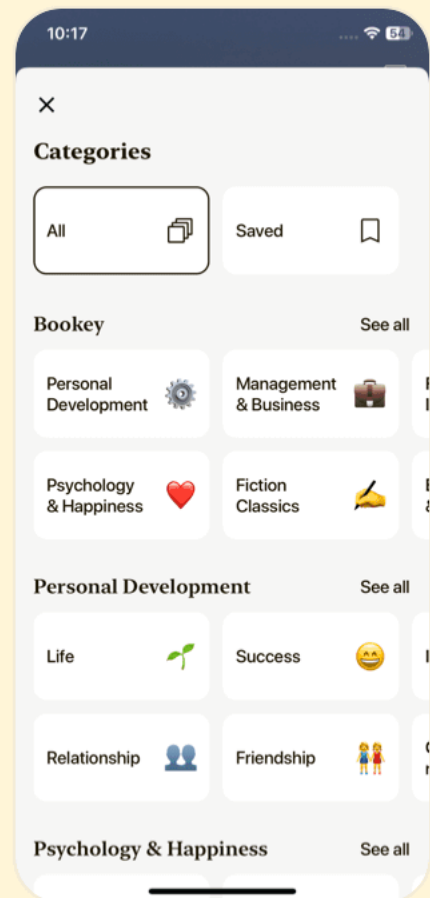 10:17
54
Categories
All
Saved
Bookey
See all
Personal
Development
Management
& Business
Psychology
& Happiness
Fiction
Classics
Personal Development
See all
Life
Success
Relationship
Friendship
Psychology & Happiness
See all